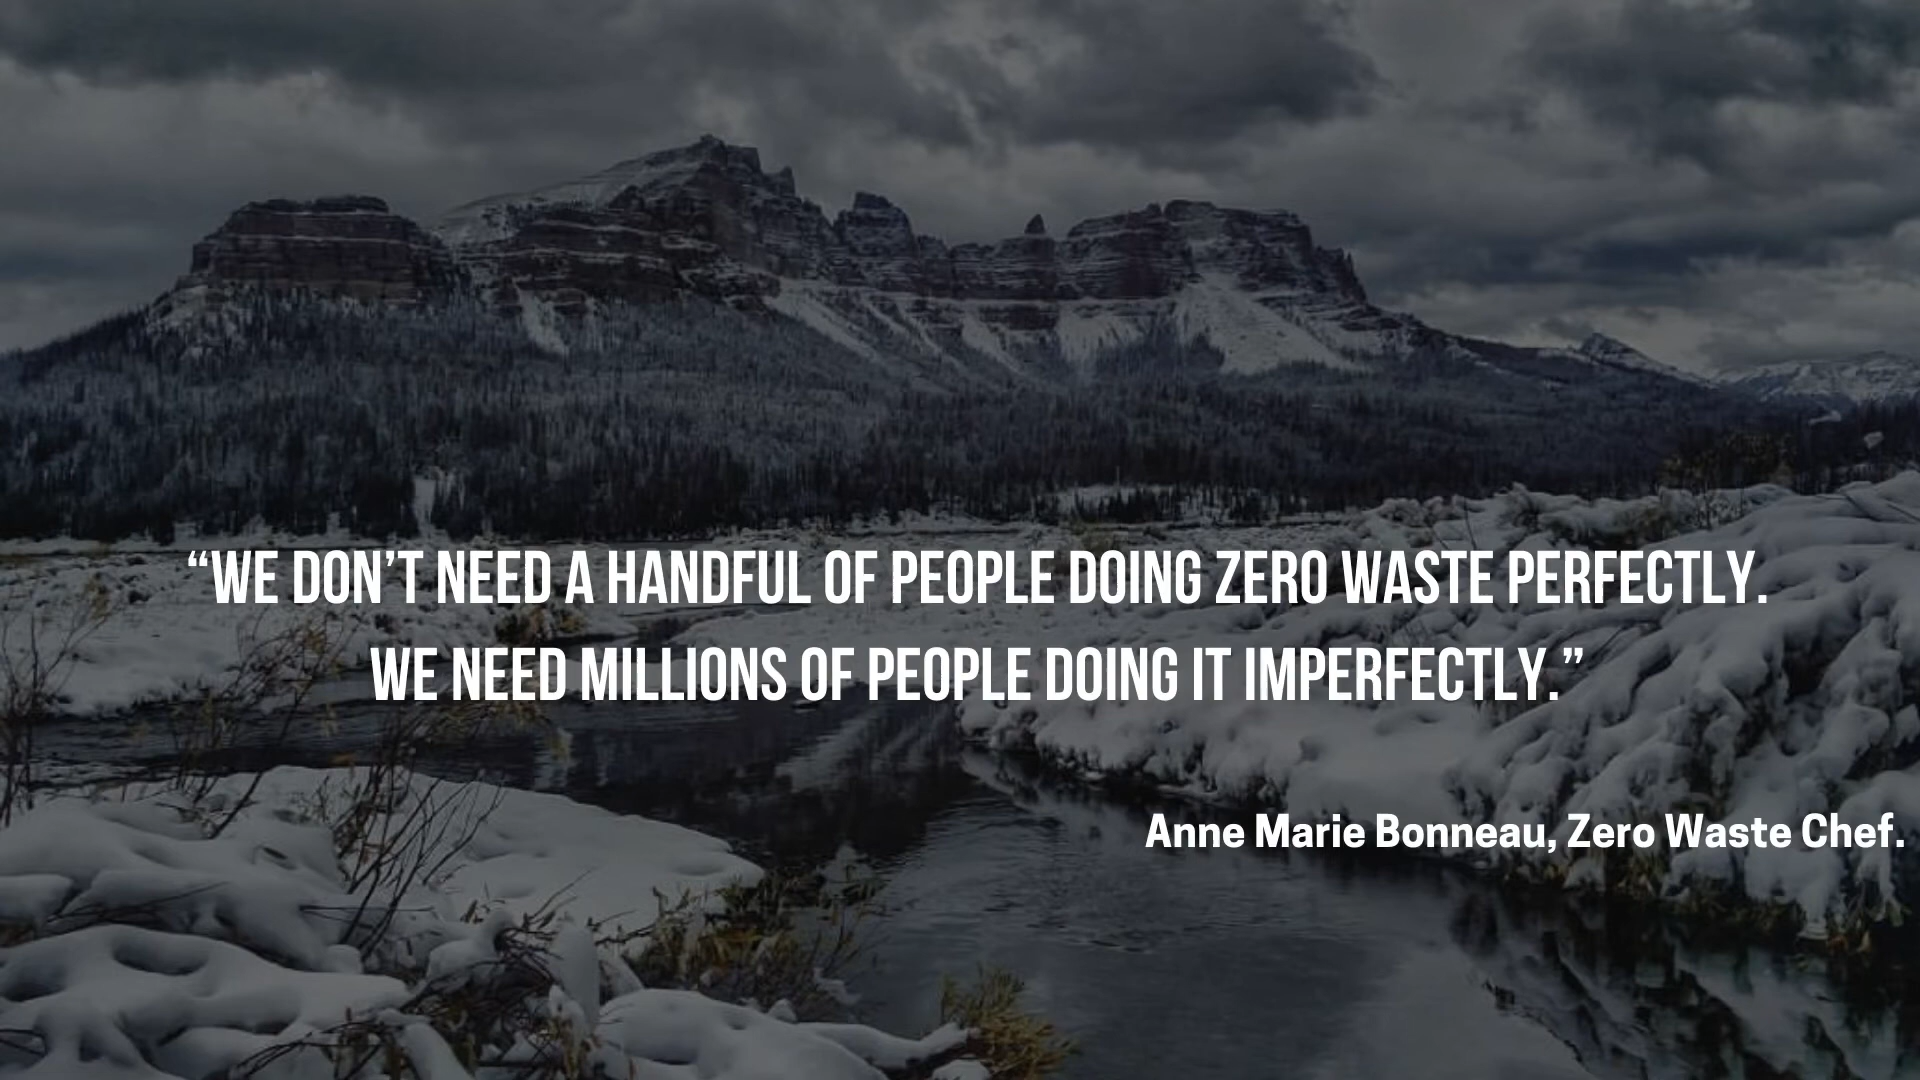 “WE DON’T NEED A HANDFUL OF PEOPLE DOING ZERO WASTE PERFECTLY.
WE NEED MILLIONS OF PEOPLE DOING IT IMPERFECTLY.”
Anne Marie Bonneau, Zero Waste Chef.